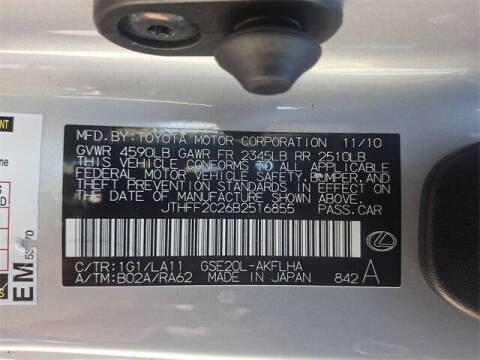 MFD.BY:TOYOTA MOTOR CORPORATION 11/10
GVWR 4590LB GAWR FR 2345LB RR 2510LB
THIS VEHICLE CONFORMS TO ALL APPLICABLE
FEDERAL MOTOR VEHICLE SAFETY, BUMPER, AND
THEFT PREVENTION STANDARDS IN EFFECT ON
THE DATE OF MANUFACTURE SHOWN ABOVE.
JTHFF2C26B2516855 PASS.CAR
C/TR:1G1/LA11 GSE20L-AKFLHA
A/TM:B02A/RA62 MADE IN JAPAN 842 A
EM